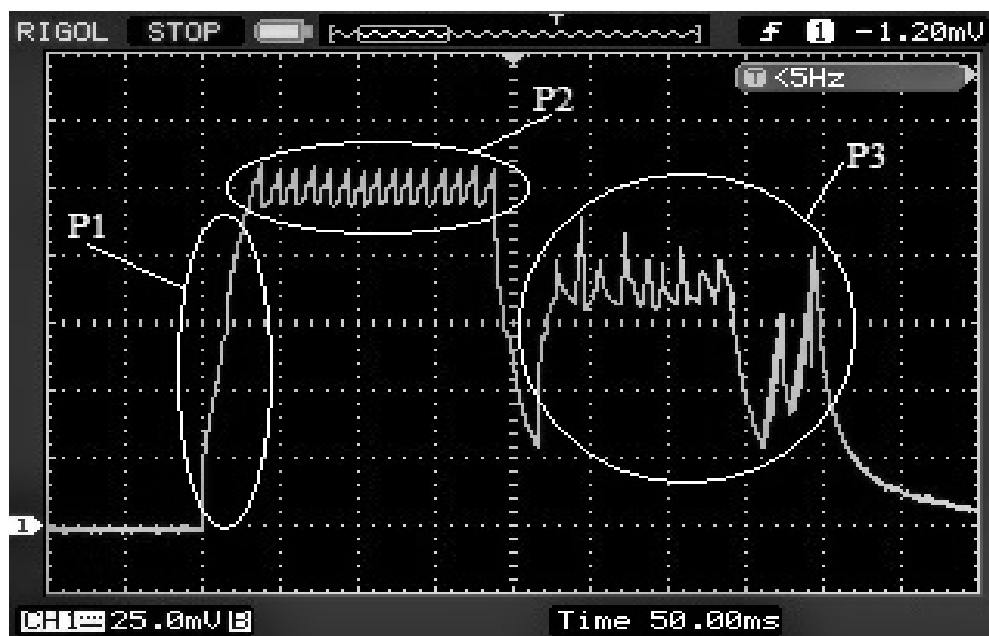 RIGOL STOP T f 1 -1.20mV
T <5Hz
P2
P3
P1
1
CH1 25.0mV B Time 50.00ms